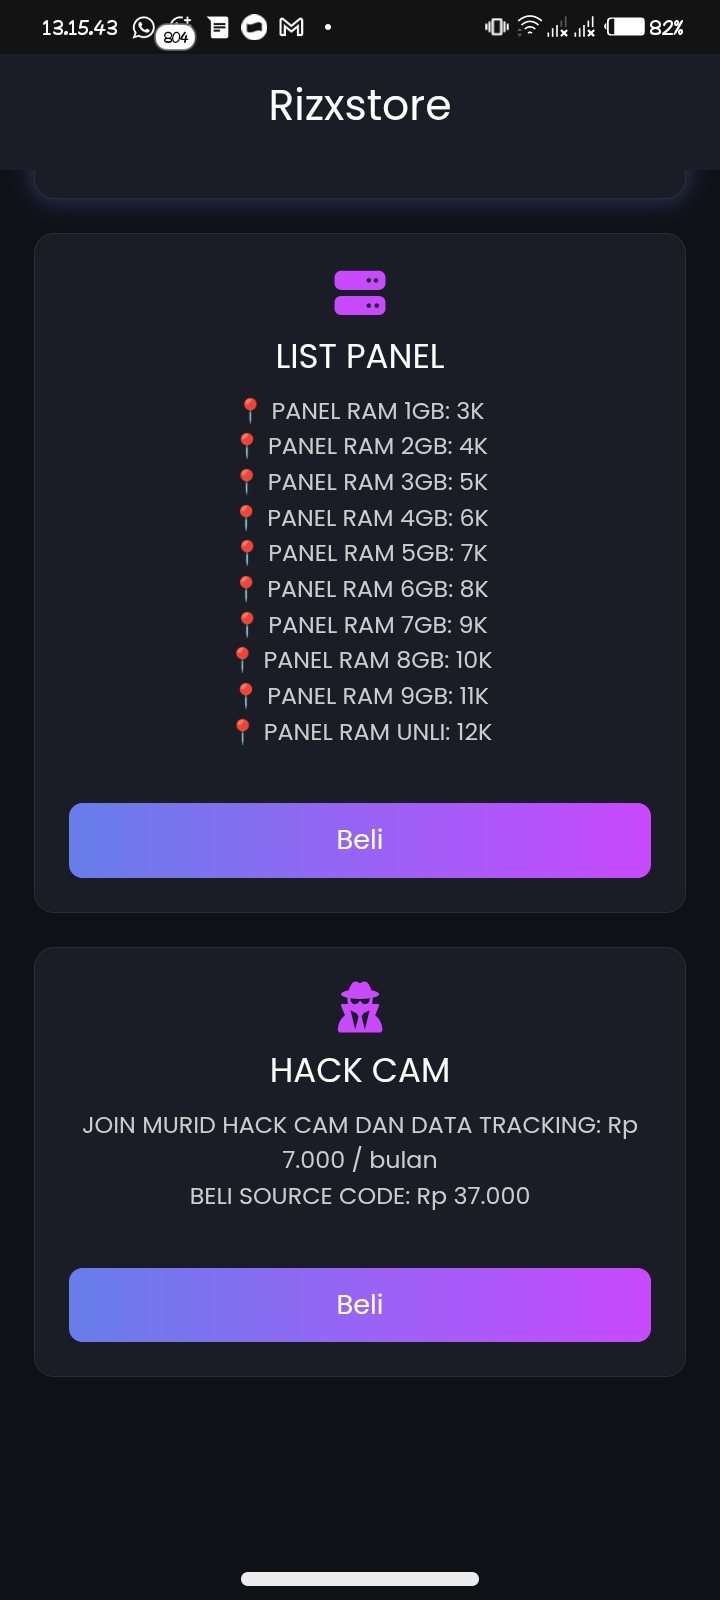 13.15.43
804
82%
Rizxstore
LIST PANEL
📍 PANEL RAM 1GB: 3K
📍 PANEL RAM 2GB: 4K
📍 PANEL RAM 3GB: 5K
📍 PANEL RAM 4GB: 6K
📍 PANEL RAM 5GB: 7K
📍 PANEL RAM 6GB: 8K
📍 PANEL RAM 7GB: 9K
📍 PANEL RAM 8GB: 10K
📍 PANEL RAM 9GB: 11K
📍 PANEL RAM UNLI: 12K
Beli
HACK CAM
JOIN MURID HACK CAM DAN DATA TRACKING: Rp
7.000 / bulan
BELI SOURCE CODE: Rp 37.000
Beli